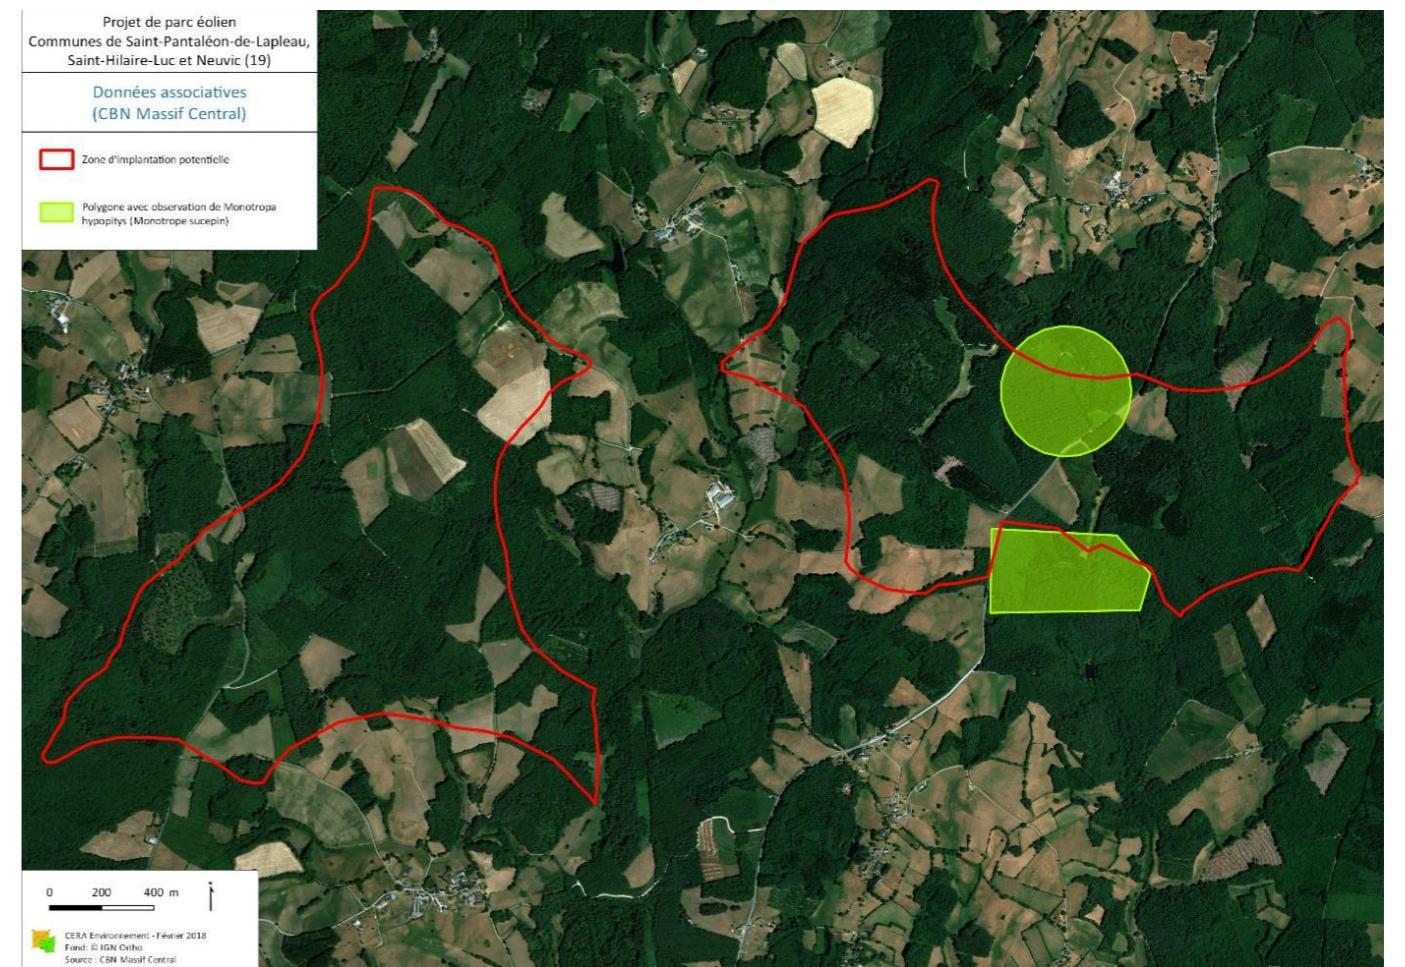 Projet de parc éolien
Communes de Saint-Pantaléon-de-Lapleau,
Saint-Hilaire-Luc et Neuvic (19)
Données associatives
(CBN Massif Central)
Zone d'implantation potentielle
Polygone avec observation de Monotropa
hypopitys (Monotrope sucepin)
0 200 400 m
CERA Environnement - Février 2018
Fond: © IGN Ortho
Source : CBN Massif Central